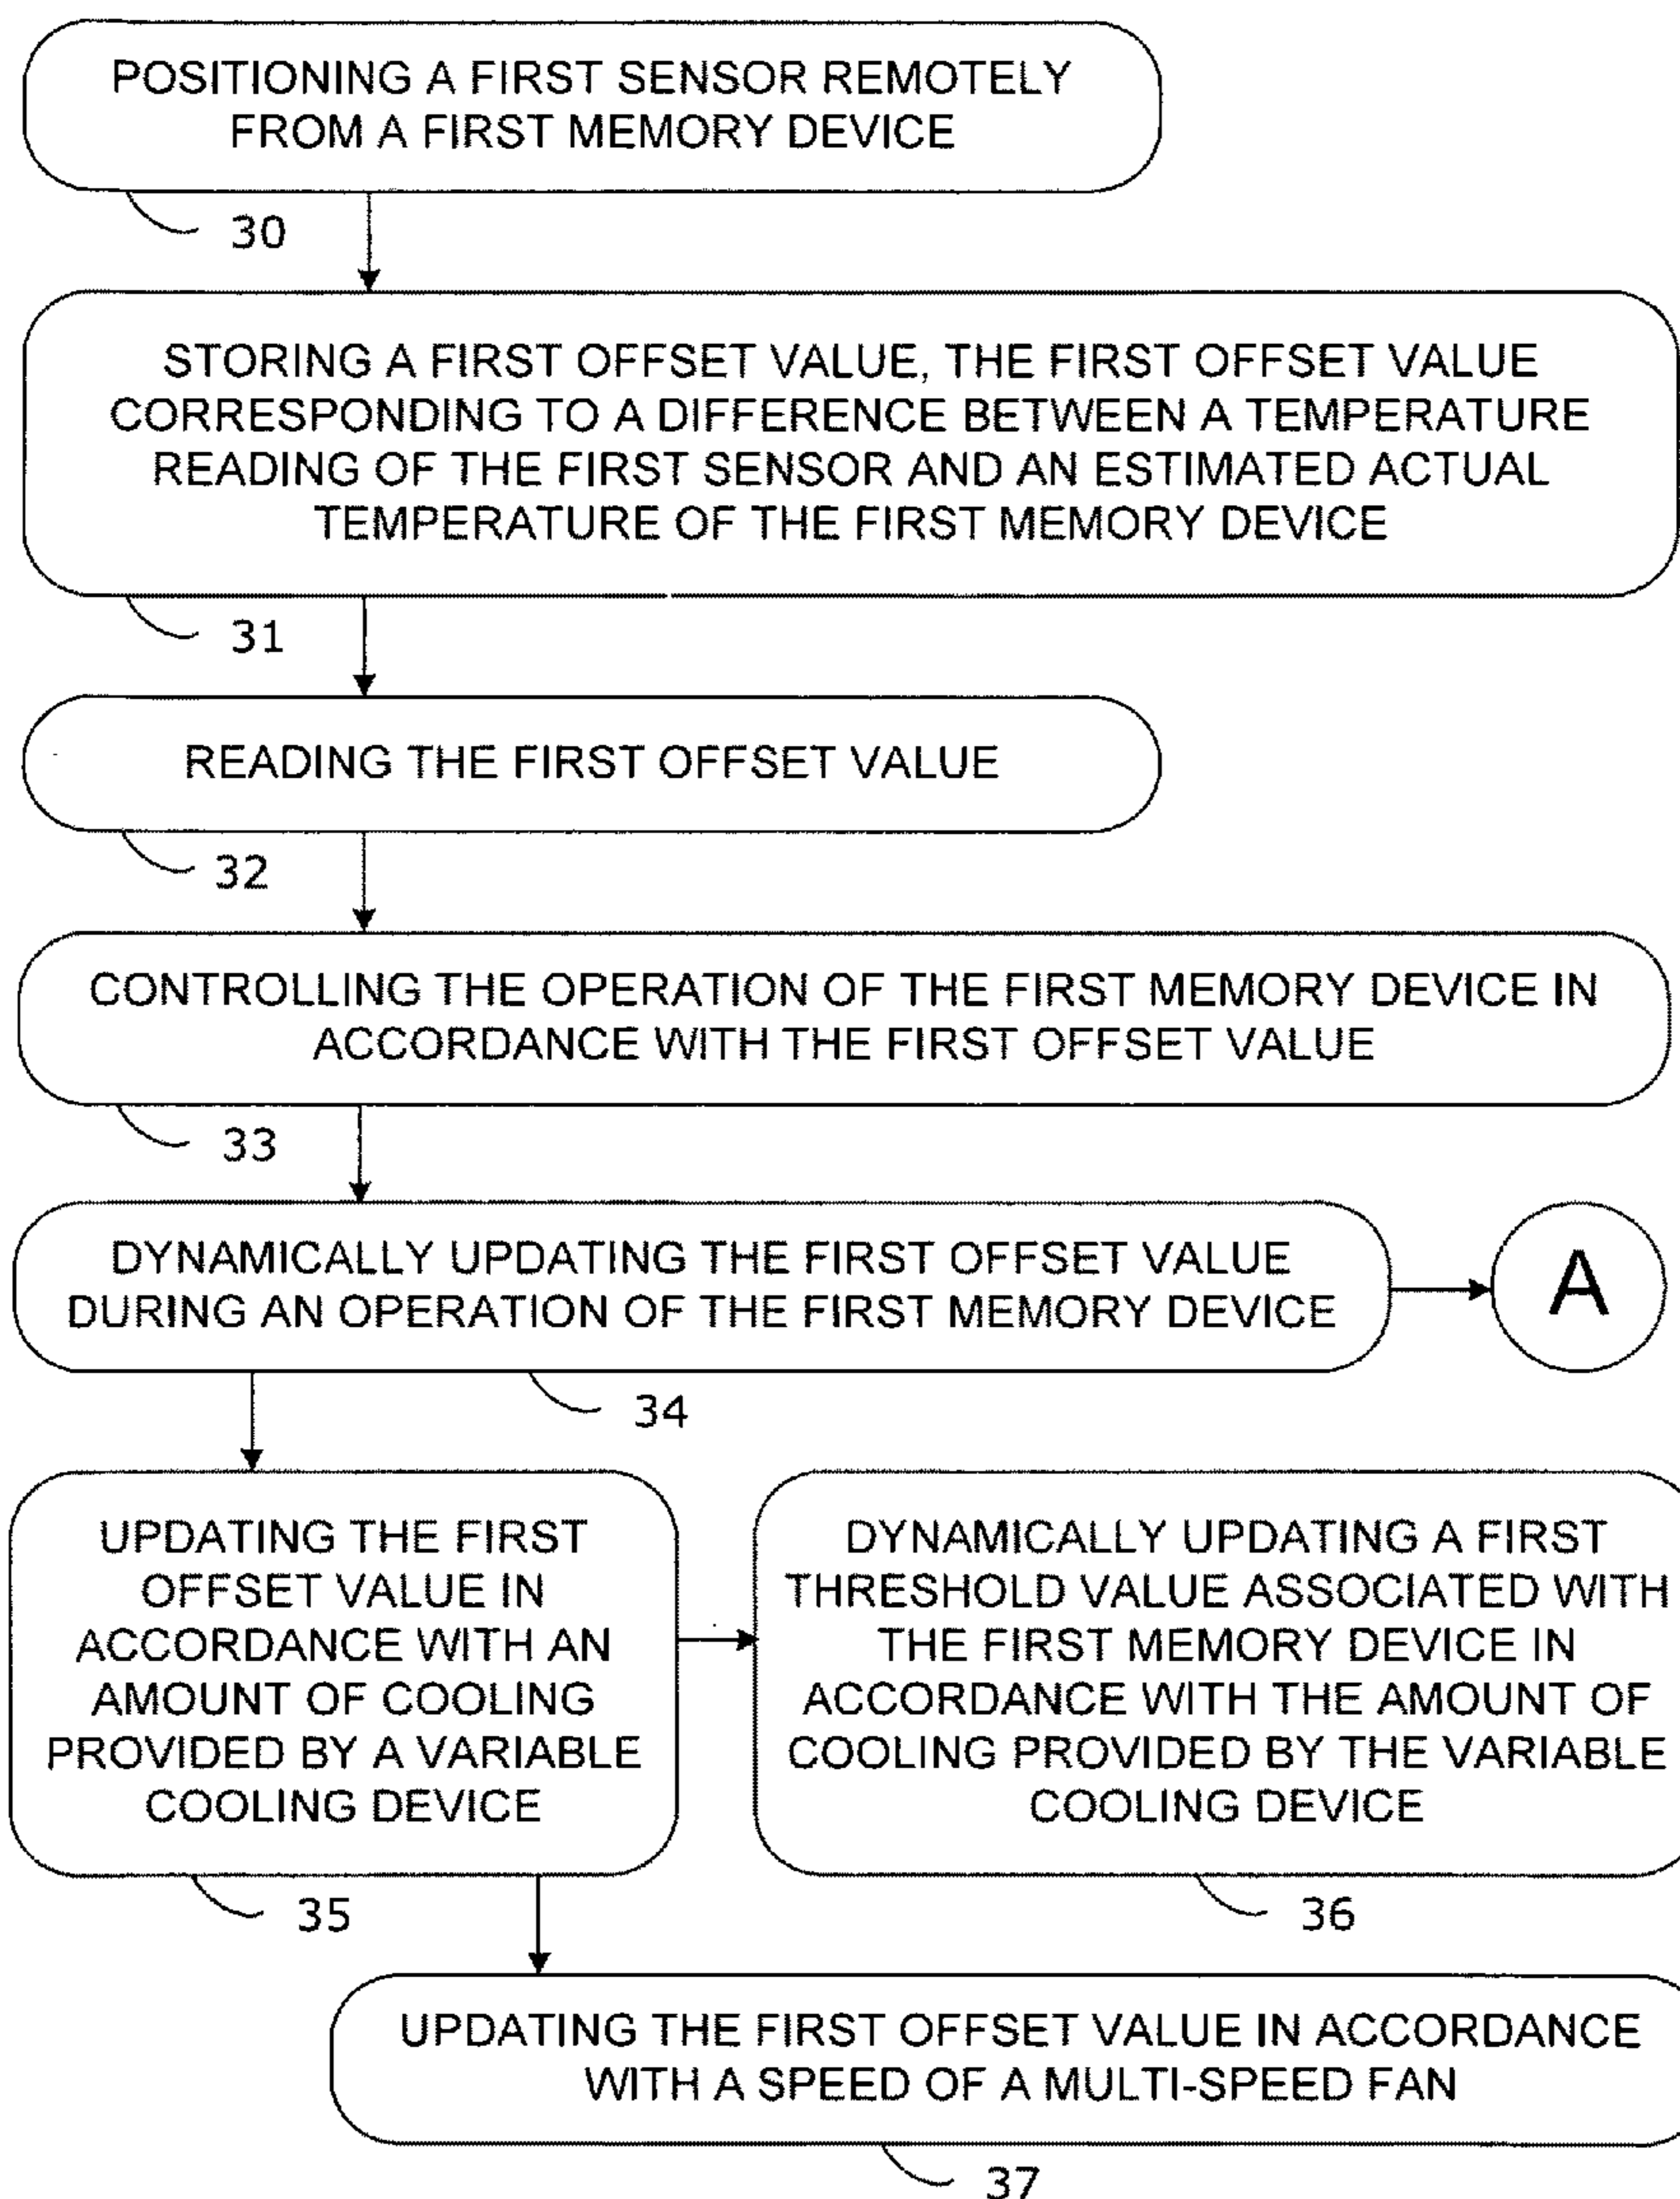 POSITIONING A FIRST SENSOR REMOTELY
FROM A FIRST MEMORY DEVICE
30
STORING A FIRST OFFSET VALUE, THE FIRST OFFSET VALUE
CORRESPONDING TO A DIFFERENCE BETWEEN A TEMPERATURE
READING OF THE FIRST SENSOR AND AN ESTIMATED ACTUAL
TEMPERATURE OF THE FIRST MEMORY DEVICE
31
READING THE FIRST OFFSET VALUE
32
CONTROLLING THE OPERATION OF THE FIRST MEMORY DEVICE IN
ACCORDANCE WITH THE FIRST OFFSET VALUE
33
DYNAMICALLY UPDATING THE FIRST OFFSET VALUE
DURING AN OPERATION OF THE FIRST MEMORY DEVICE
A
34
UPDATING THE FIRST
OFFSET VALUE IN
ACCORDANCE WITH AN
AMOUNT OF COOLING
PROVIDED BY A VARIABLE
COOLING DEVICE
35
DYNAMICALLY UPDATING A FIRST
THRESHOLD VALUE ASSOCIATED WITH
THE FIRST MEMORY DEVICE IN
ACCORDANCE WITH THE AMOUNT OF
COOLING PROVIDED BY THE VARIABLE
COOLING DEVICE
36
UPDATING THE FIRST OFFSET VALUE IN ACCORDANCE
WITH A SPEED OF A MULTI-SPEED FAN
37